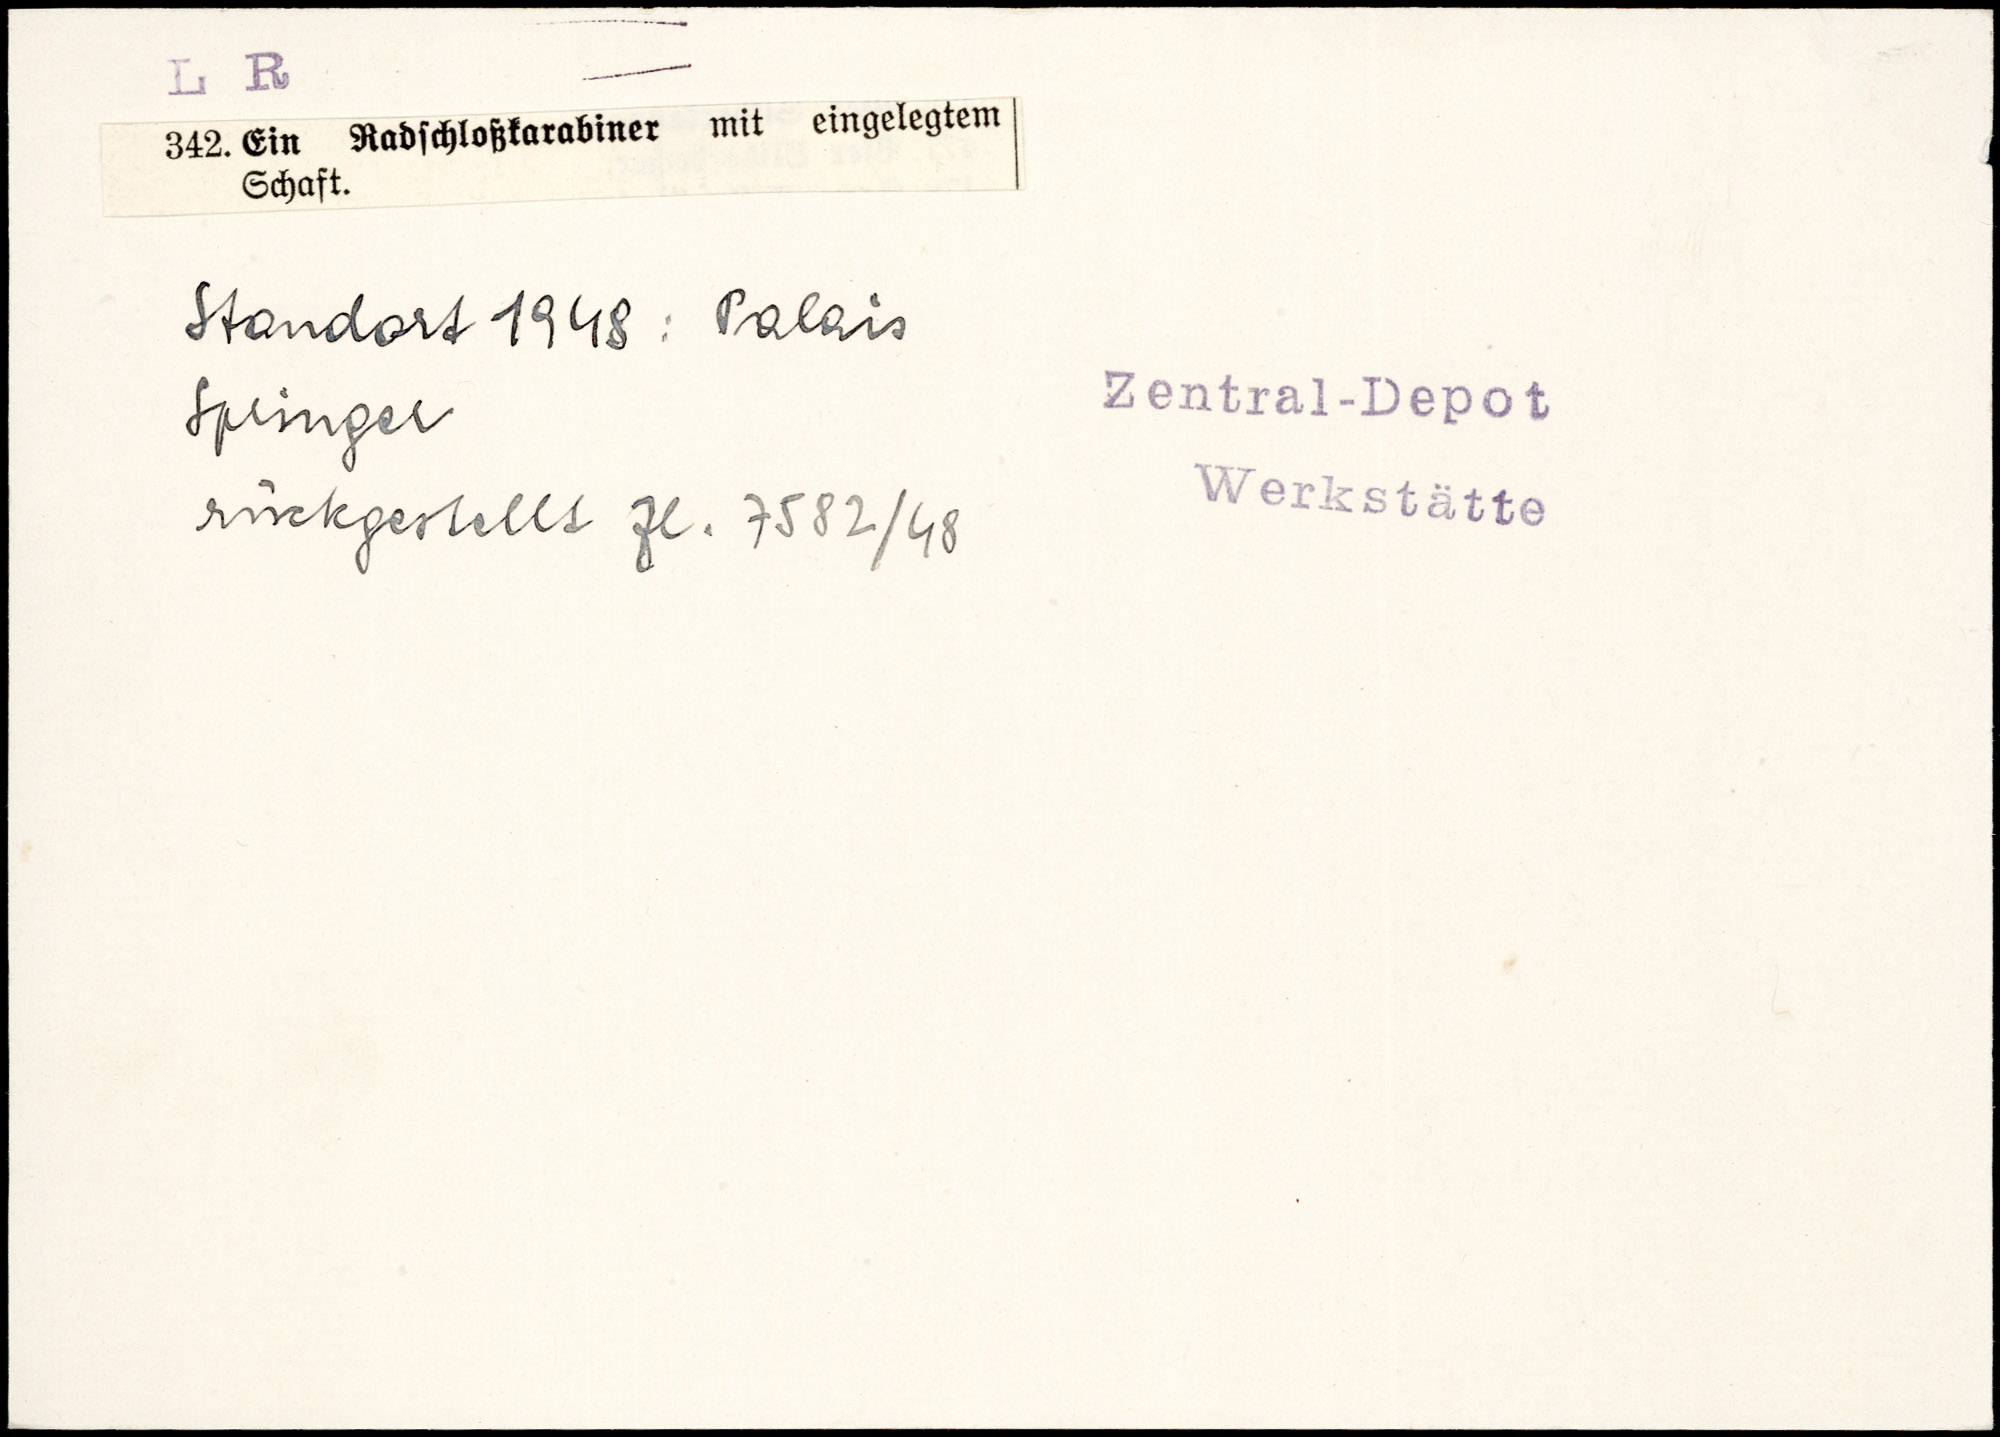 L R
342. Ein Radschloßkarabiner mit eingelegtem
Schaft.
Standort 1948: Palais
Springer
rückgestellt Zl. 7582/48
Zentral-Depot
Werkstätte